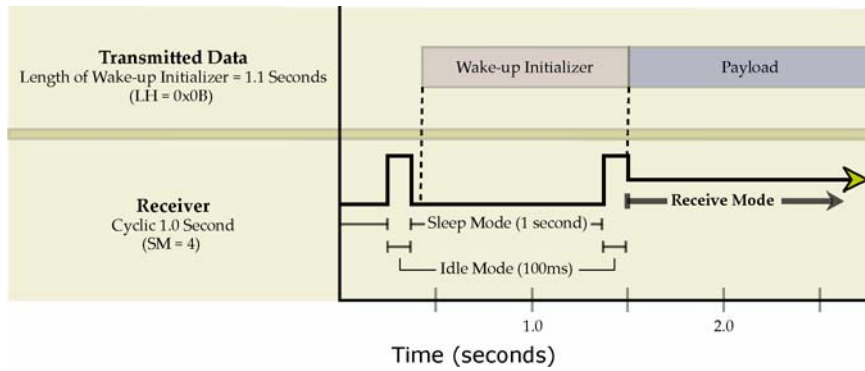 Transmitted Data
Length of Wake-up Initializer = 1.1 Seconds
(LH = 0x0B)
Wake-up Initializer
Payload
Receiver
Cyclic 1.0 Second
(SM = 4)
Sleep Mode (1 second)
Receive Mode
Idle Mode (100ms)
1.0
2.0
Time (seconds)